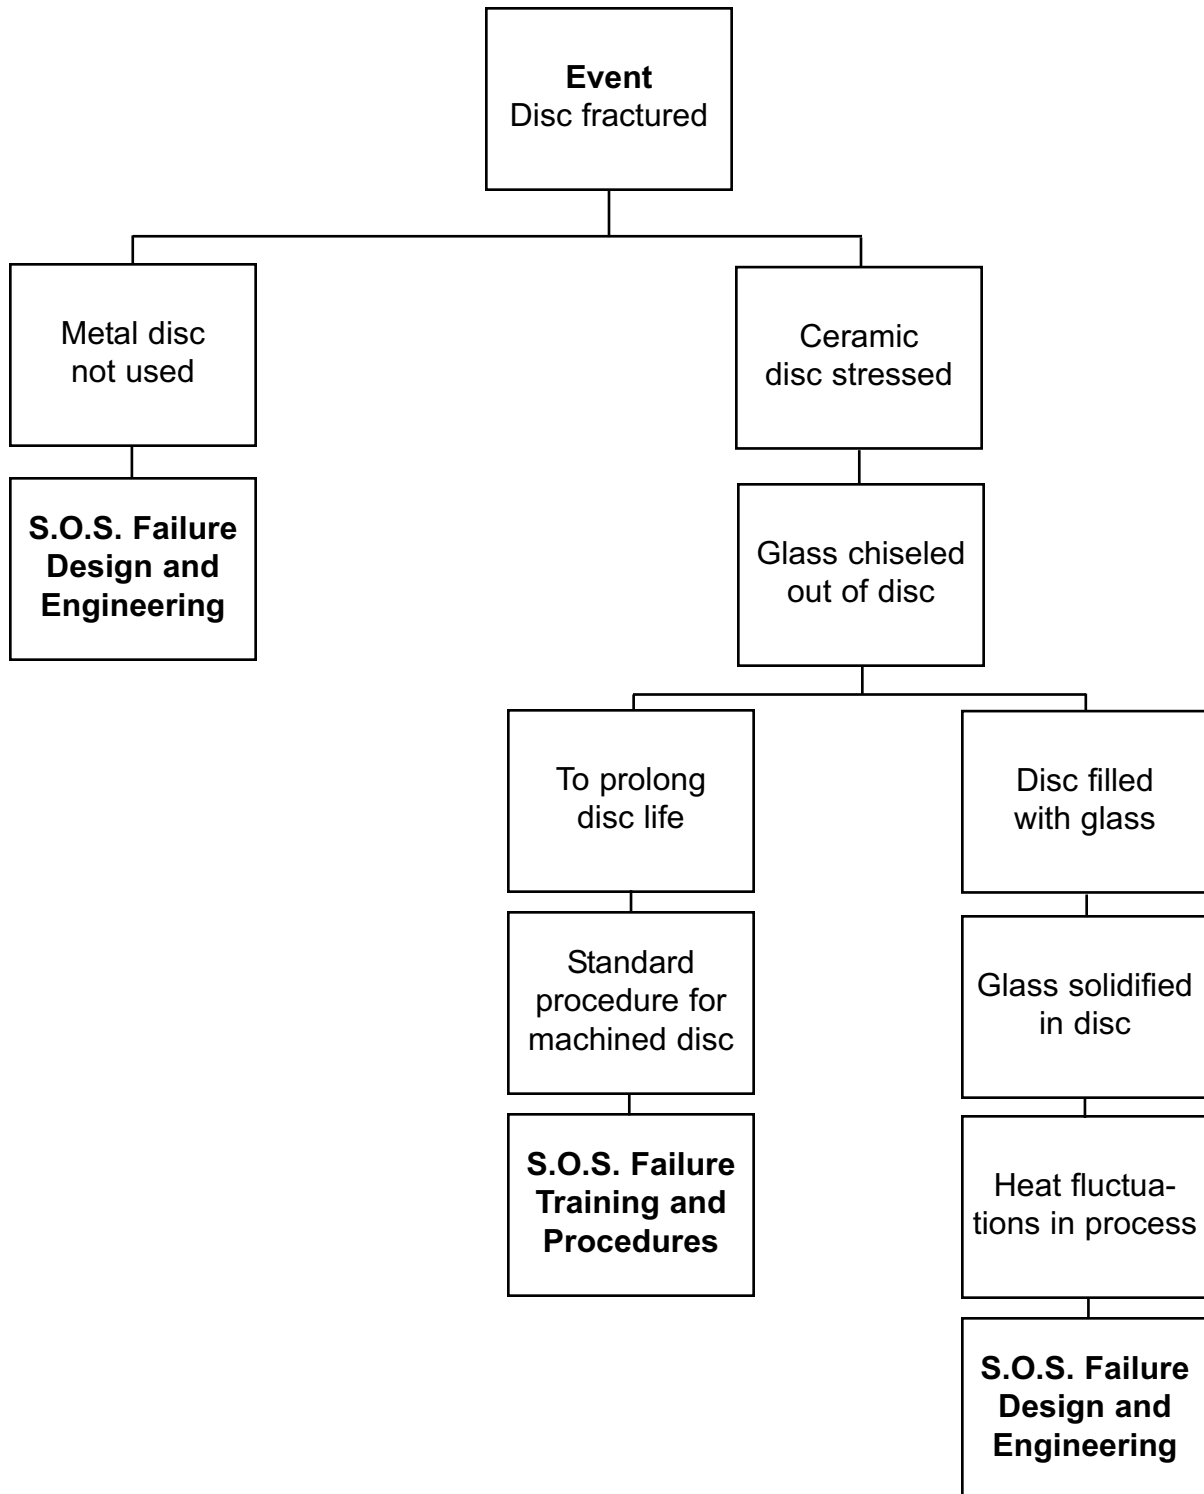 Event
Disc fractured
Metal disc
not used
Ceramic
disc stressed
S.O.S. Failure
Design and
Engineering
Glass chiseled
out of disc
To prolong
disc life
Disc filled
with glass
Standard
procedure for
machined disc
Glass solidified
in disc
S.O.S. Failure
Training and
Procedures
Heat fluctua-
tions in process
S.O.S. Failure
Design and
Engineering